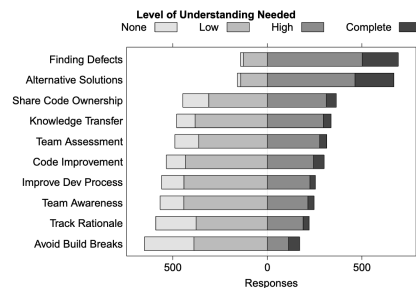 Level of Understanding Needed
None Low High Complete
Finding Defects
Alternative Solutions
Share Code Ownership
Knowledge Transfer
Team Assessment
Code Improvement
Improve Dev Process
Team Awareness
Track Rationale
Avoid Build Breaks
500 0 500
Responses